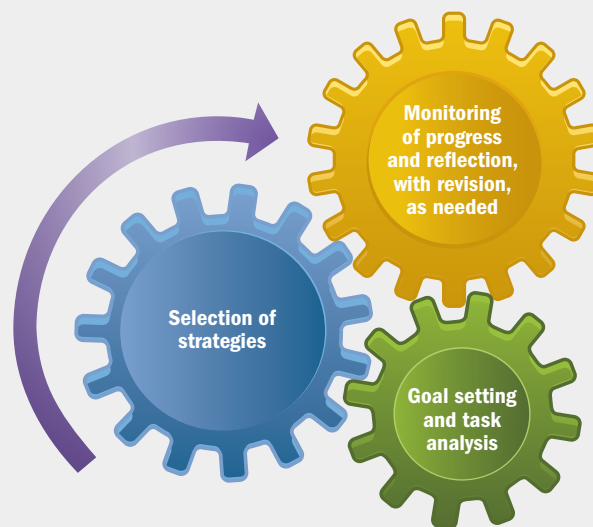 Monitoring
of progress
and reflection,
with revision,
as needed
Selection of
strategies
Goal setting
and task
analysis